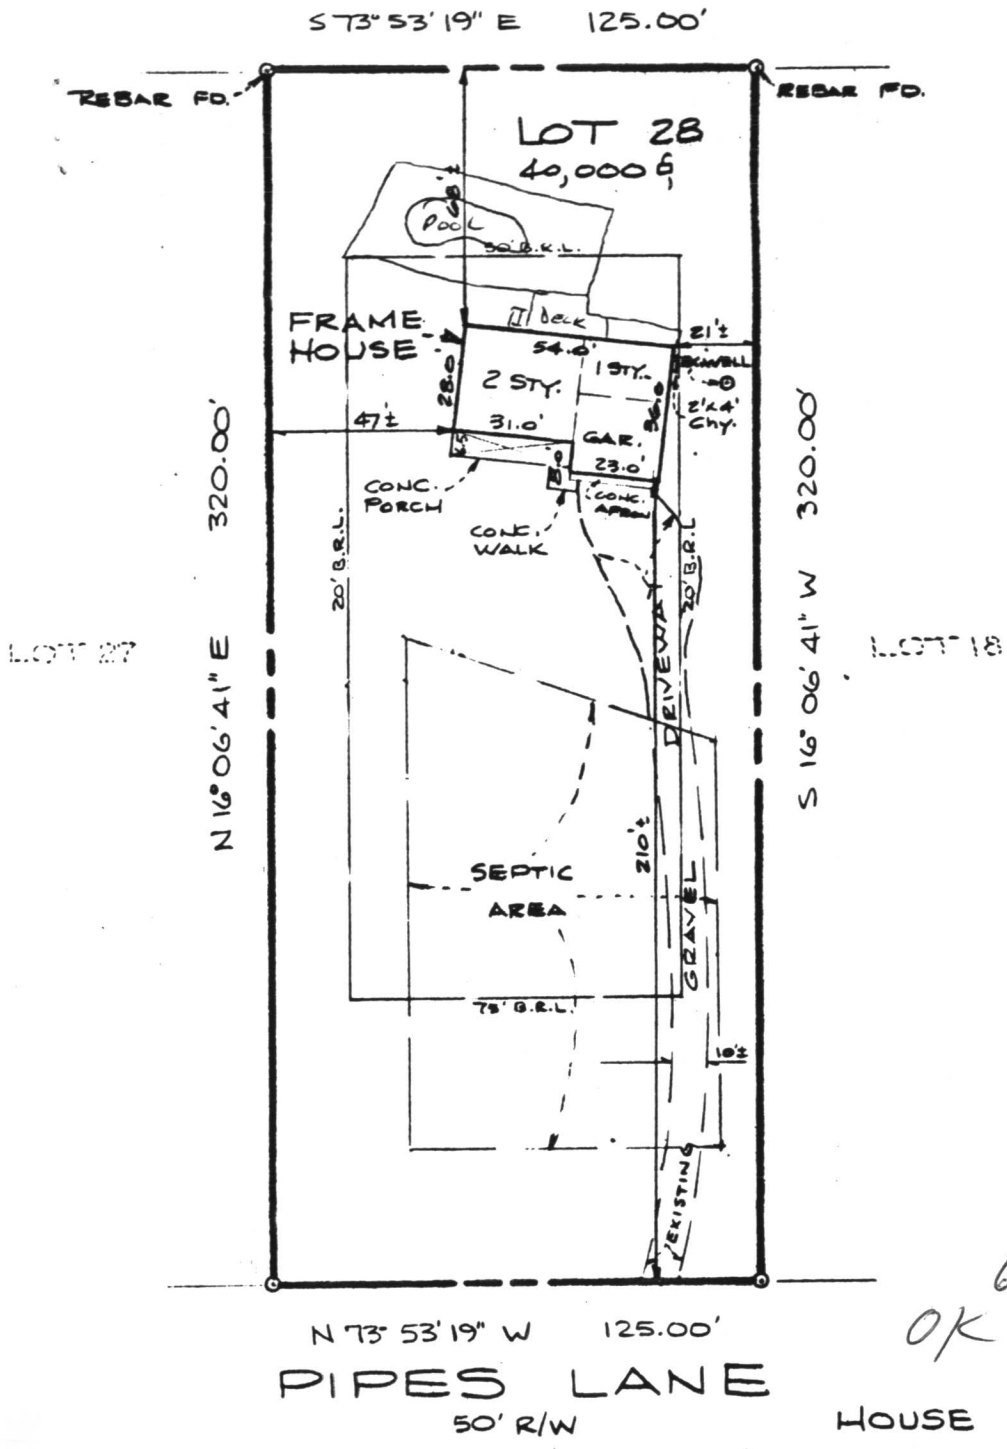 S 73° 53' 19" E 125.00'
REBAR FD.
REBAR FD.
LOT 28
40,000
68'±
POOL
50' B.R.L.
FRAME
HOUSE
DECK
21'±
54.0'
2 STY.
1 STY.
28.0
36.0
2'x4'
Chy.
47'±
31.0'
GAR.
23.0'
8.0
CONC.
PORCH
CONC.
APRON
CONC.
WALK
320.00'
320.00'
20' B.R.L.
20' B.R.L.
LOT 27
LOT 18
N 16° 06' 41" E
S 16° 06' 41" W
DRIVEWAY
210'±
SEPTIC
AREA
GRAVEL
75' B.R.L.
10'±
EXISTING
N 73° 53' 19" W 125.00'
OK
PIPES LANE
50' R/W
HOUSE